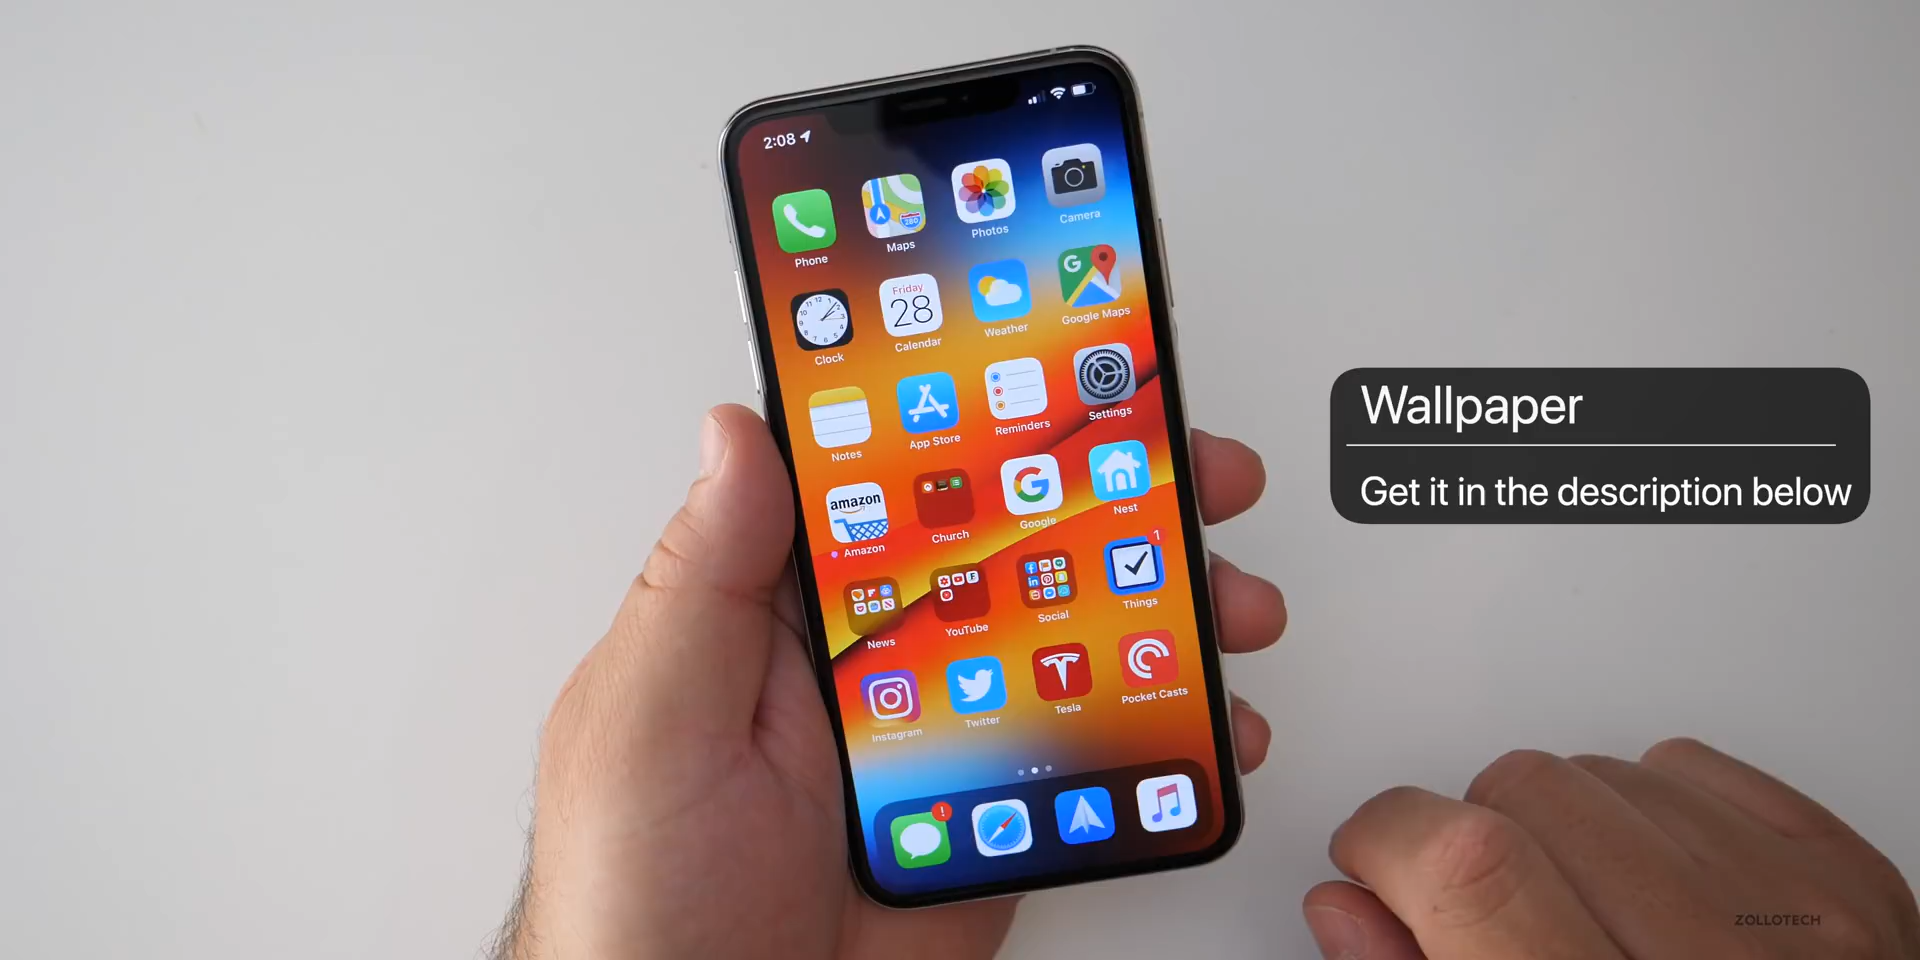 2:08
Phone
Maps
280
Photos
Camera
Clock
Friday
28
Calendar
Weather
G
Google Maps
Notes
App Store
Reminders
Settings
amazon
Amazon
Church
G
Google
Nest
News
YouTube
Social
1
Things
Instagram
Twitter
Tesla
Pocket Casts
!
Wallpaper
Get it in the description below
ZOLLOTECH